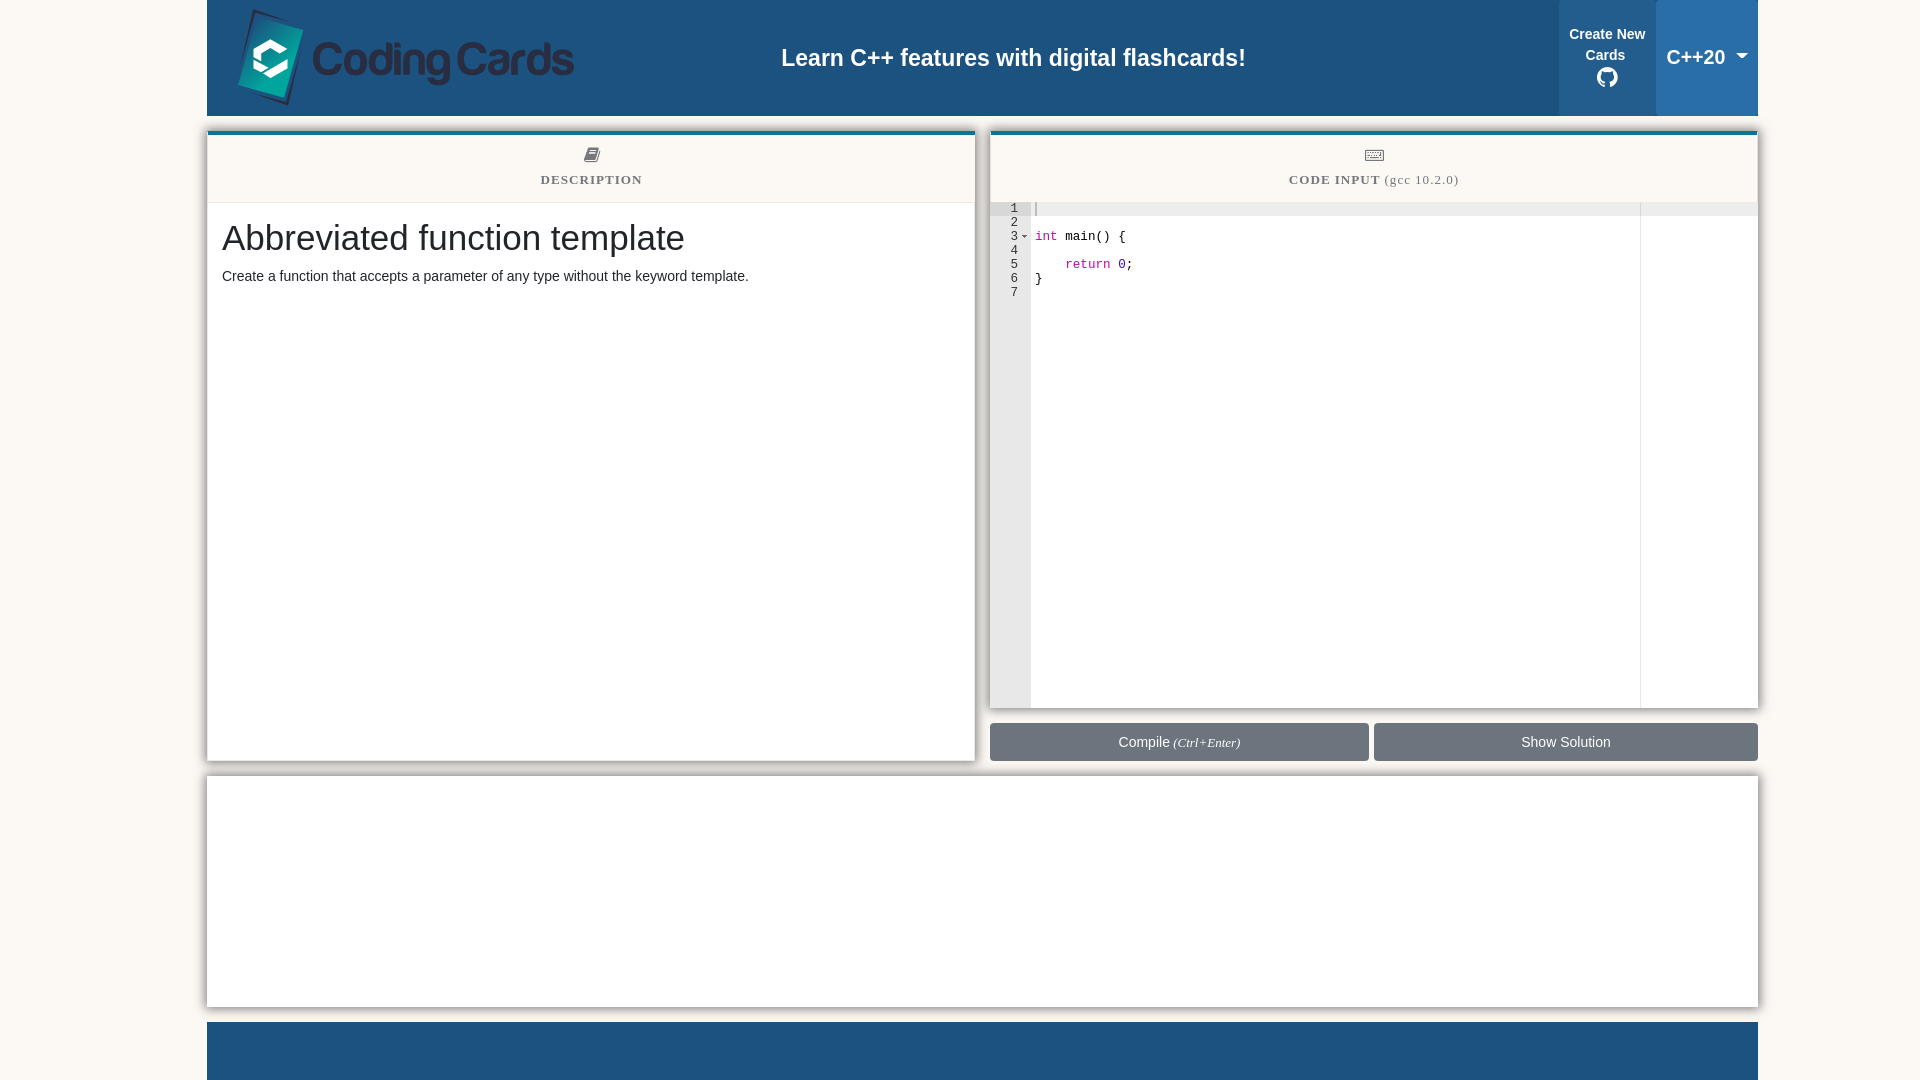 Coding Cards
Learn C++ features with digital flashcards!
Create New
Cards
C++20
DESCRIPTION
Abbreviated function template
Create a function that accepts a parameter of any type without the keyword template.
CODE INPUT (gcc 10.2.0)
1
2
3 int main() {
4
5     return 0;
6 }
7
Compile (Ctrl+Enter)
Show Solution